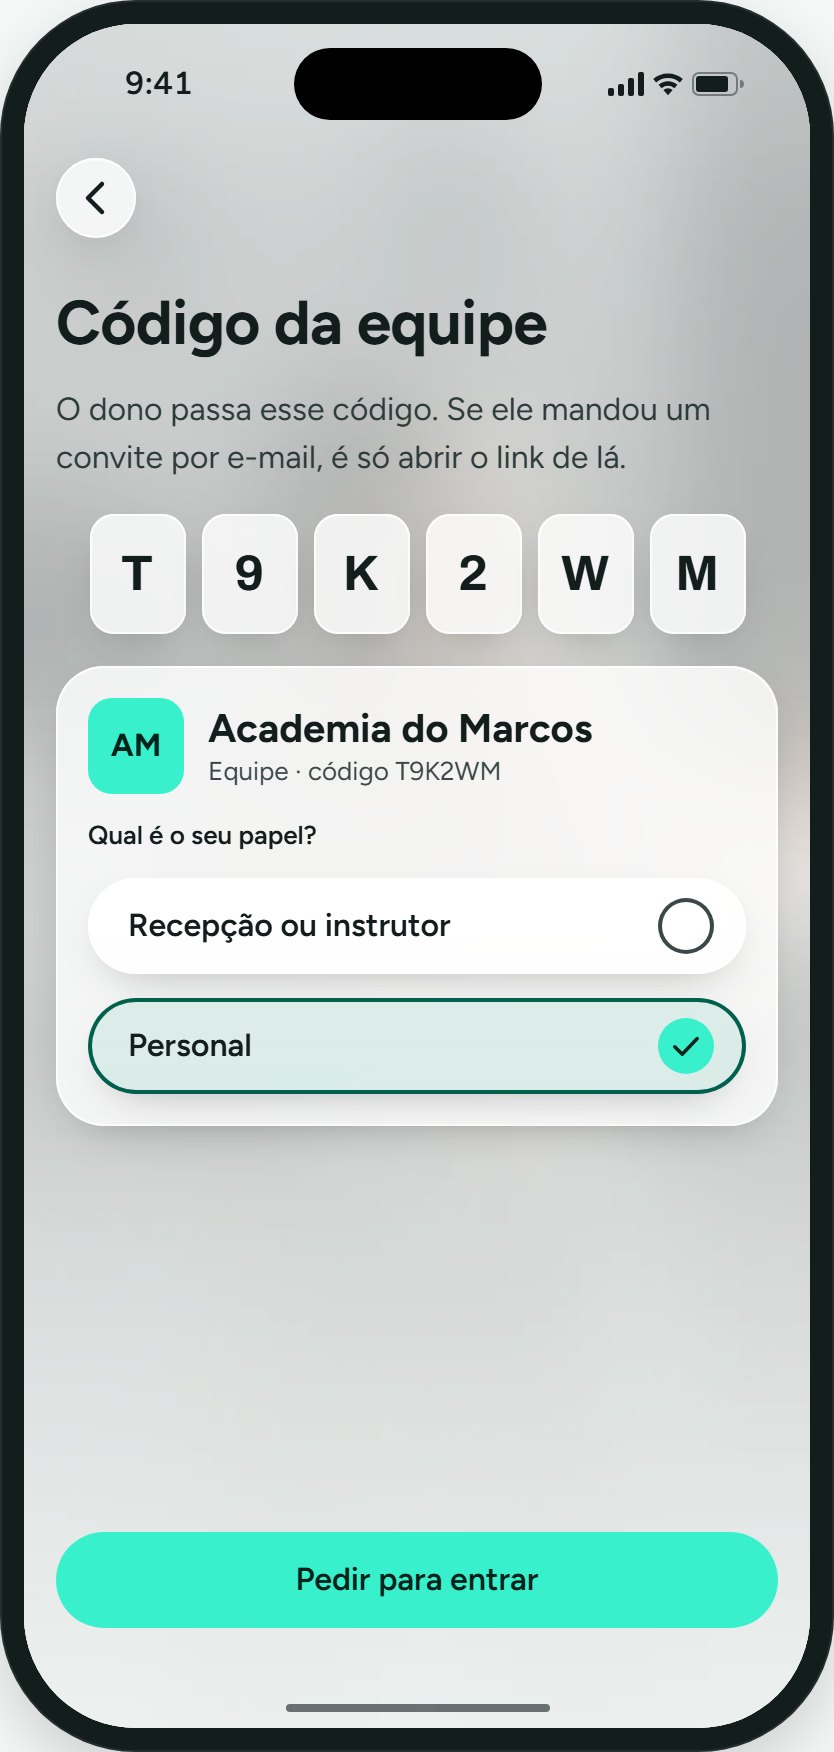 9:41
Código da equipe
O dono passa esse código. Se ele mandou um
convite por e-mail, é só abrir o link de lá.
T 9 K 2 W M
AM
Academia do Marcos
Equipe · código T9K2WM
Qual é o seu papel?
Recepção ou instrutor
Personal
Pedir para entrar